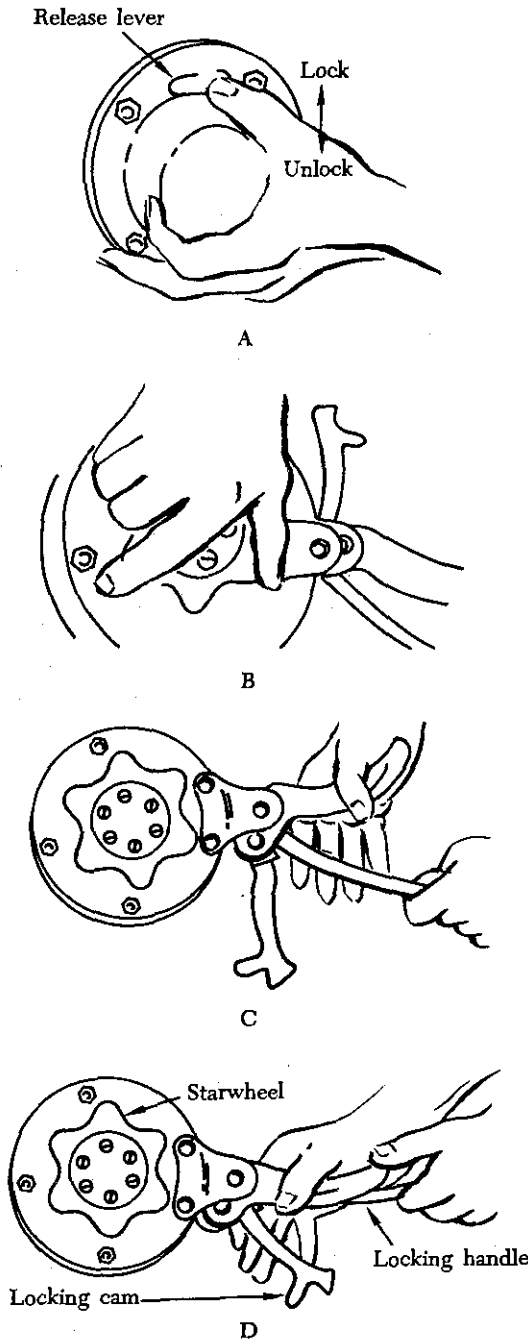 Release lever
Lock
Unlock
A
B
C
Starwheel
Locking handle
Locking cam
D